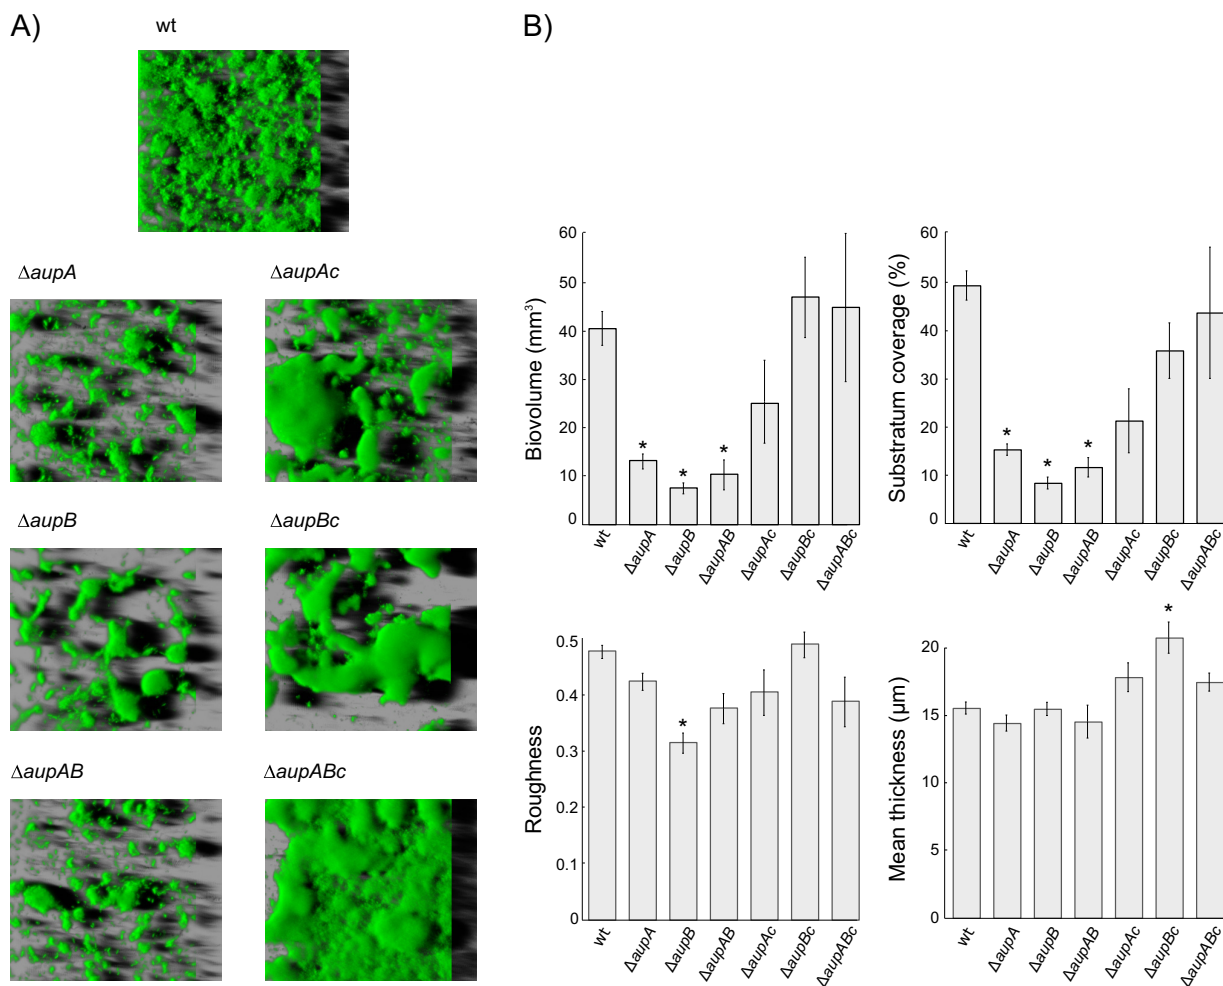 A)
wt
ΔaupA
ΔaupAc
ΔaupB
ΔaupBc
ΔaupAB
ΔaupABc
B)
Biovolume (mm³)
60
50
40
30
20
10
0
*
*
*
wt
ΔaupA
ΔaupB
ΔaupAB
ΔaupAc
ΔaupBc
ΔaupABc
Substratum coverage (%)
60
50
40
30
20
10
0
*
*
*
wt
ΔaupA
ΔaupB
ΔaupAB
ΔaupAc
ΔaupBc
ΔaupABc
Roughness
0.5
0.4
0.3
0.2
0.1
0
*
wt
ΔaupA
ΔaupB
ΔaupAB
ΔaupAc
ΔaupBc
ΔaupABc
Mean thickness (µm)
20
15
10
5
0
*
wt
ΔaupA
ΔaupB
ΔaupAB
ΔaupAc
ΔaupBc
ΔaupABc